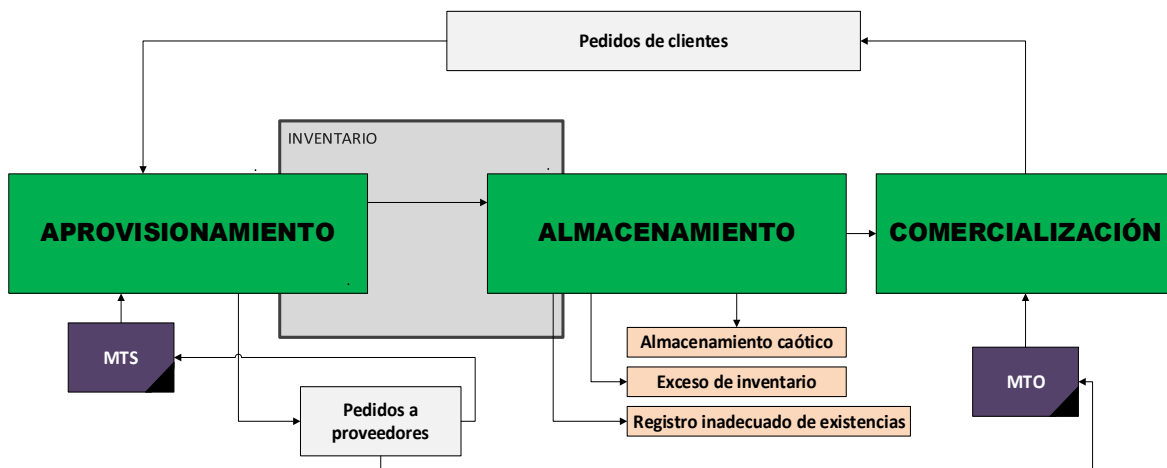 Pedidos de clientes
INVENTARIO
APROVISIONAMIENTO
ALMACENAMIENTO
COMERCIALIZACIÓN
MTS
Almacenamiento caótico
Exceso de inventario
Registro inadecuado de existencias
MTO
Pedidos a
proveedores